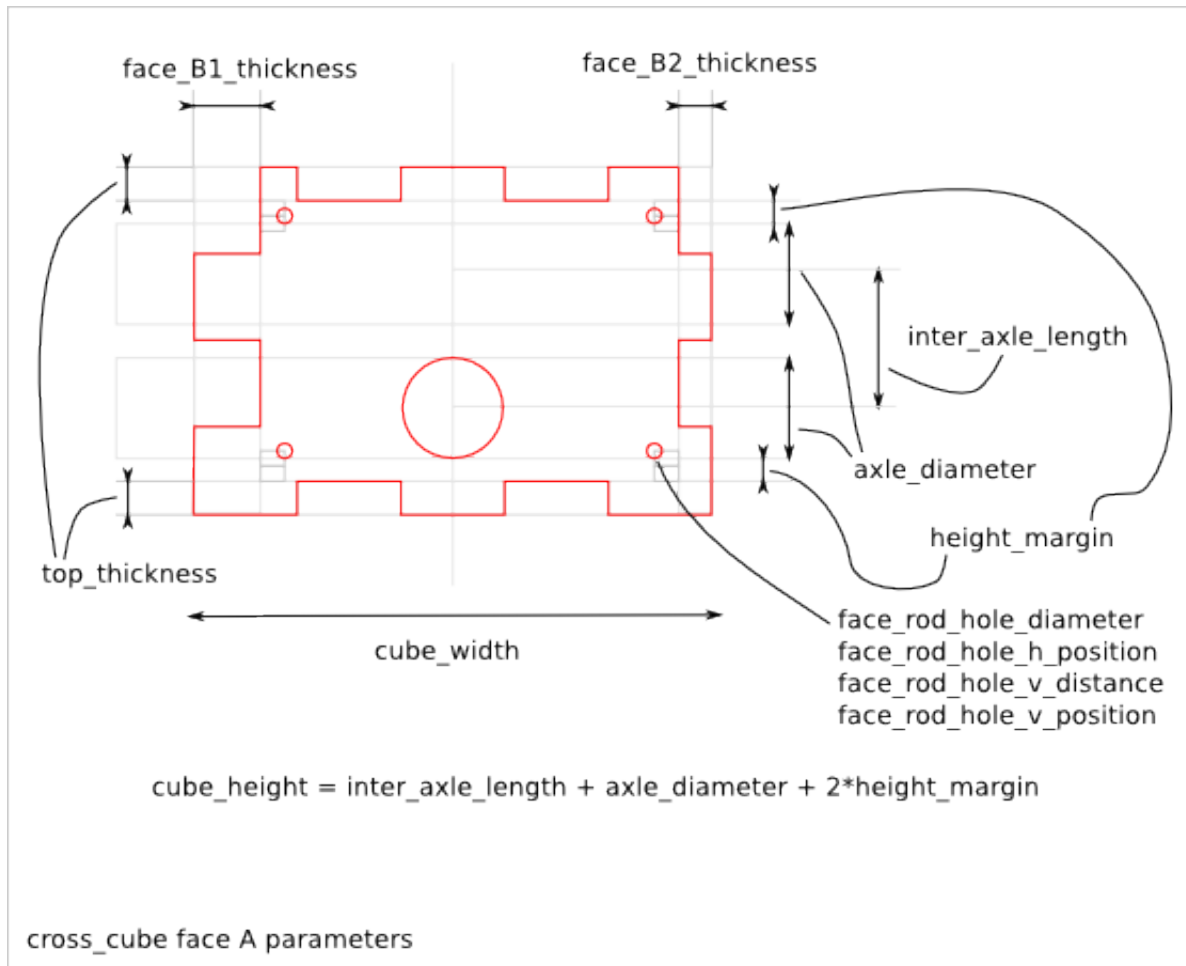 face_B1_thickness
face_B2_thickness
inter_axle_length
axle_diameter
height_margin
top_thickness
face_rod_hole_diameter
cube_width
face_rod_hole_h_position
face_rod_hole_v_distance
face_rod_hole_v_position
cube_height = inter_axle_length + axle_diameter + 2*height_margin
cross_cube face A parameters